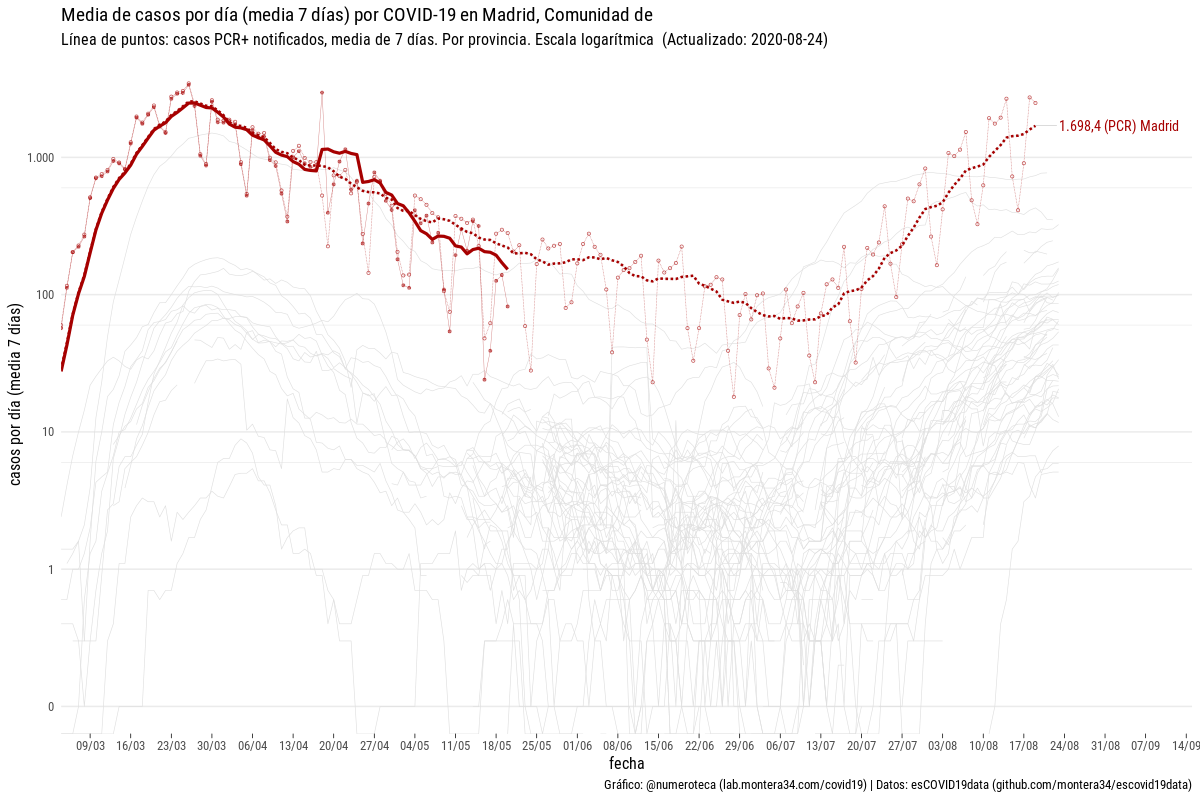 Media de casos por día (media 7 días) por COVID-19 en Madrid, Comunidad de
Línea de puntos: casos PCR+ notificados, media de 7 días. Por provincia. Escala logarítmica (Actualizado: 2020-08-24)
casos por día (media 7 días)
1.000
100
10
1
0
1.698,4 (PCR) Madrid
09/03 16/03 23/03 30/03 06/04 13/04 20/04 27/04 04/05 11/05 18/05 25/05 01/06 08/06 15/06 22/06 29/06 06/07 13/07 20/07 27/07 03/08 10/08 17/08 24/08 31/08 07/09 14/09
fecha
Gráfico: @numeroteca (lab.montera34.com/covid19) | Datos: esCOVID19data (github.com/montera34/escovid19data)